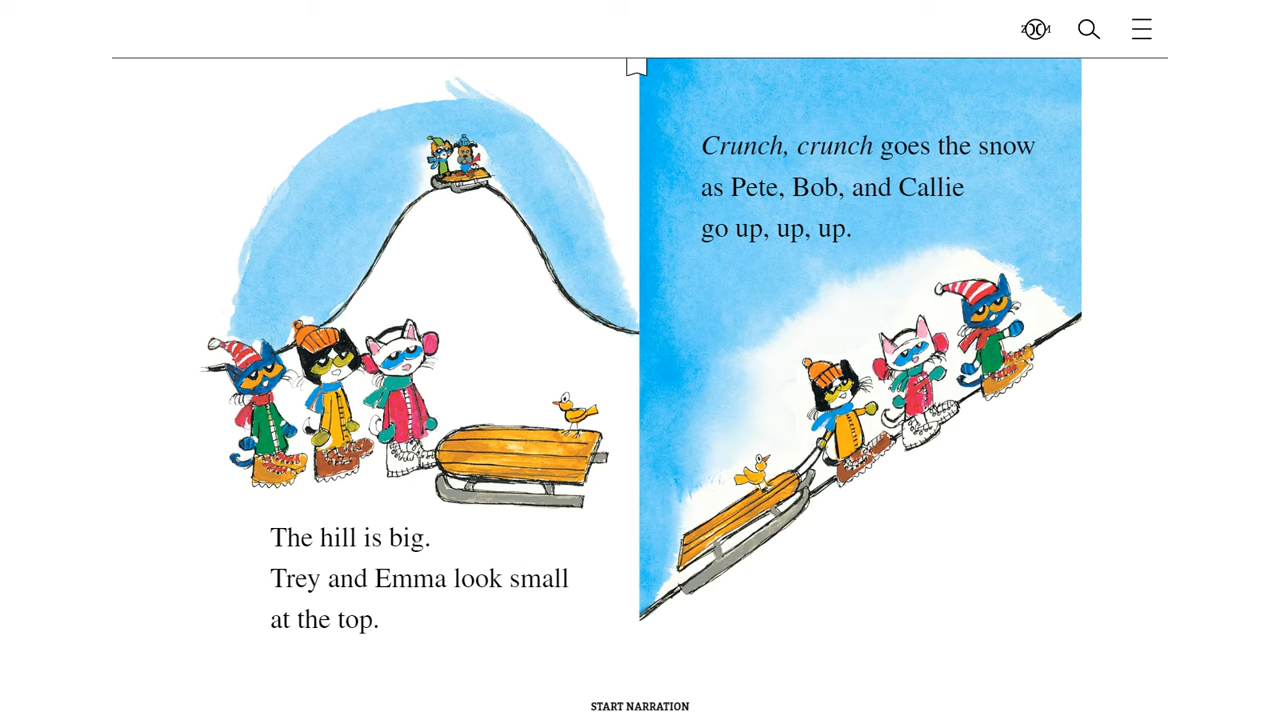 ZOOM
The hill is big.
Trey and Emma look small
at the top.
Crunch, crunch goes the snow
as Pete, Bob, and Callie
go up, up, up.
START NARRATION